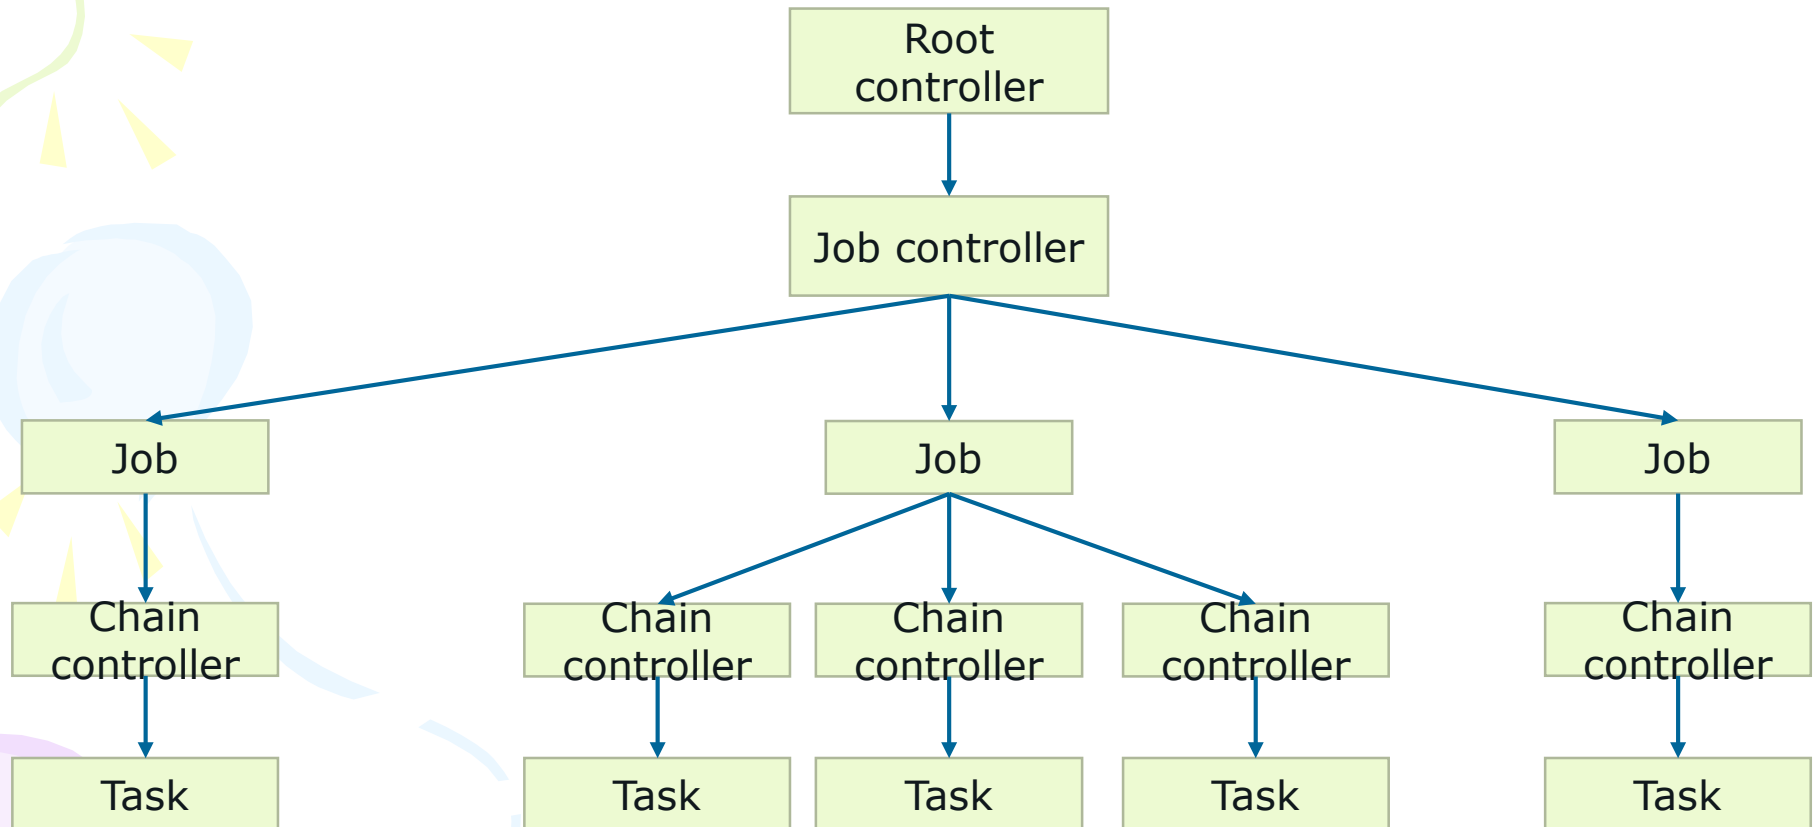 Root
controller
Job controller
Job
Job
Job
Chain
controller
Chain
controller
Chain
controller
Chain
controller
Chain
controller
Task
Task
Task
Task
Task